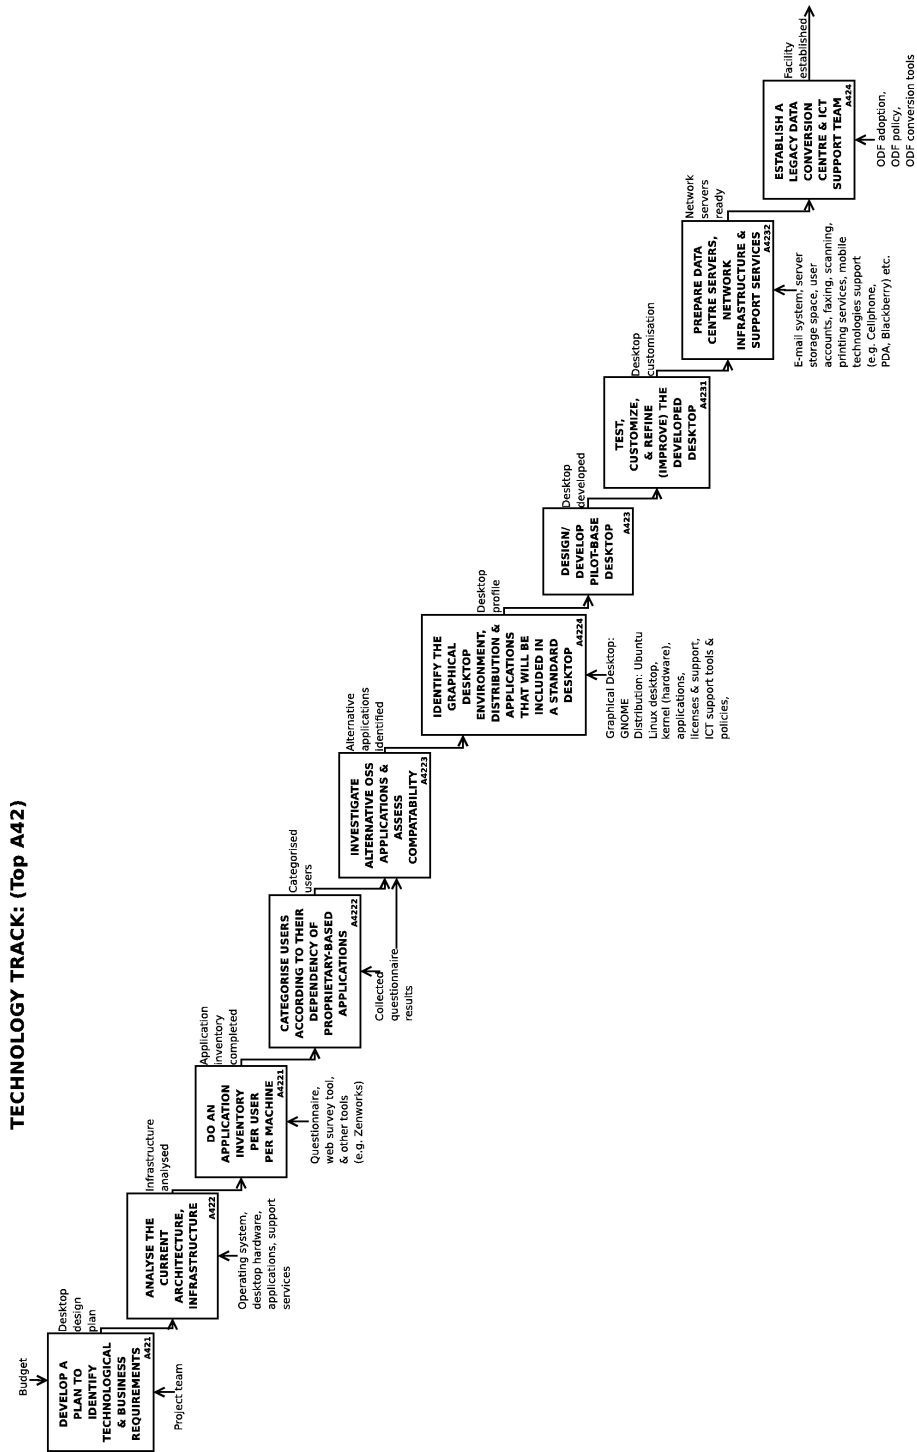 TECHNOLOGY TRACK: (Top A42)
Budget
DEVELOP A
PLAN TO
IDENTIFY
TECHNOLOGICAL
& BUSINESS
REQUIREMENTS
A421
Project team
Desktop
design
plan
ANALYSE THE
CURRENT
ARCHITECTURE,
INFRASTRUCTURE
A422
Operating system,
desktop hardware,
applications, support
services
Infrastructure
analysed
DO AN
APPLICATION
INVENTORY
PER USER
PER MACHINE
A4221
Questionnaire,
web survey tool,
& other tools
(e.g. Zenworks)
Application
inventory
completed
CATEGORISE USERS
ACCORDING TO THEIR
DEPENDENCY OF
PROPRIETARY-BASED
APPLICATIONS
A4222
Collected
questionnaire
results
Categorised
users
INVESTIGATE
ALTERNATIVE OSS
APPLICATIONS &
ASSESS
COMPATABILITY
A4223
Alternative
applications
identified
IDENTIFY THE
GRAPHICAL
DESKTOP
ENVIRONMENT,
DISTRIBUTION &
APPLICATIONS
THAT WILL BE
INCLUDED IN
A STANDARD
DESKTOP
A4224
Graphical Desktop:
GNOME
Distribution: Ubuntu
Linux desktop,
kernel (hardware),
applications,
licenses & support,
ICT support tools &
policies,
Desktop
profile
DESIGN/
DEVELOP
PILOT-BASE
DESKTOP
A423
Desktop
developed
TEST,
CUSTOMIZE,
& REFINE
(IMPROVE) THE
DEVELOPED
DESKTOP
A4231
Desktop
customisation
PREPARE DATA
CENTRE SERVERS,
NETWORK
INFRASTRUCTURE &
SUPPORT SERVICES
A4232
E-mail system, server
storage space, user
accounts, faxing, scanning,
printing services, mobile
technologies support
(e.g. Cellphone,
PDA, Blackberry) etc.
Network
servers
ready
ESTABLISH A
LEGACY DATA
CONVERSION
CENTRE & ICT
SUPPORT TEAM
A424
ODF adoption,
ODF policy,
ODF conversion tools
Facility
established